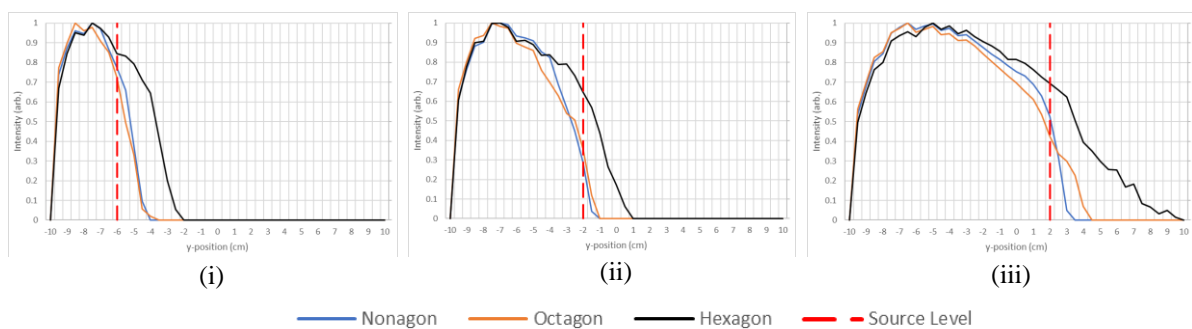 1
0.9
0.8
0.7
0.6
0.5
0.4
0.3
0.2
0.1
0
Intensity (arb.)
-10 -9 -8 -7 -6 -5 -4 -3 -2 -1 0 1 2 3 4 5 6 7 8 9 10
y-position (cm)
(i)
1
0.9
0.8
0.7
0.6
0.5
0.4
0.3
0.2
0.1
0
Intensity (arb.)
-10 -9 -8 -7 -6 -5 -4 -3 -2 -1 0 1 2 3 4 5 6 7 8 9 10
y-position (cm)
(ii)
1
0.9
0.8
0.7
0.6
0.5
0.4
0.3
0.2
0.1
0
Intensity (arb.)
-10 -9 -8 -7 -6 -5 -4 -3 -2 -1 0 1 2 3 4 5 6 7 8 9 10
y-position (cm)
(iii)
Nonagon Octagon Hexagon Source Level